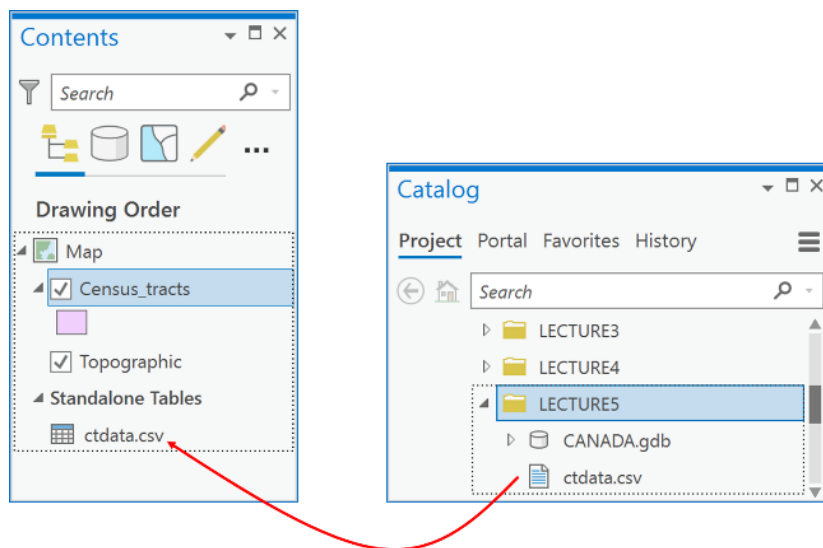 Contents
Search
...
Drawing Order
Map
Census_tracts
Topographic
Standalone Tables
ctdata.csv
Catalog
Project Portal Favorites History
Search
LECTURE3
LECTURE4
LECTURE5
CANADA.gdb
ctdata.csv